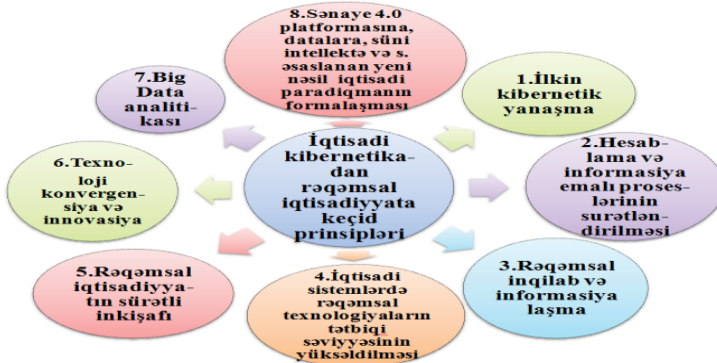 8.Sənaye 4.0
platformasına,
datalara, süni
intellektə və s.
əsaslanan yeni
nəsil iqtisadi
paradiqmanın
formalaşması
1.İlkin
kibernetik
yanaşma
2.Hesab-
lama və
informasiya
emalı proses-
lərinin
surətlən-
dirilməsi
3.Rəqəmsal
inqilab və
informasiya
laşma
4.İqtisadi
sistemlərdə
rəqəmsal
texnologiyaların
tətbiqi
səviyyəsinin
yüksəldilməsi
5.Rəqəmsal
iqtisadiyya-
tın sürətli
inkişafı
6.Texno-
loji
konvergen-
siya və
innovasiya
7.Big
Data
analiti-
kası
İqtisadi
kibernetika-
dan
rəqəmsal
iqtisadiyyata
keçid
prinsipləri